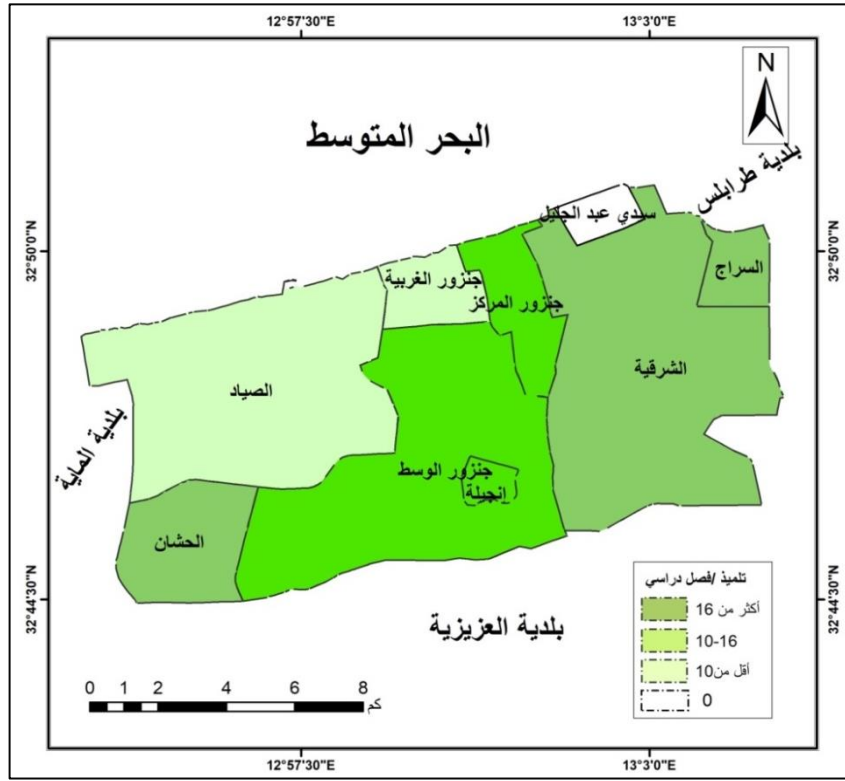 12°57'30"E
13°3'0"E
N
البحر المتوسط
بلدية طرابلس
سيدي عبد الجليل
32°50'0"N
32°50'0"N
السراج
جنزور الغربية
جنزور المركز
الشرقية
الصياد
بلدية الماية
جنزور الوسط
إنجيلة
الحشان
تلميذ /فصل دراسي
أكثر من 16
10-16
أقل من10
0
32°44'30"N
32°44'30"N
بلدية العزيزية
0 1 2 4 6 8
كم
12°57'30"E
13°3'0"E